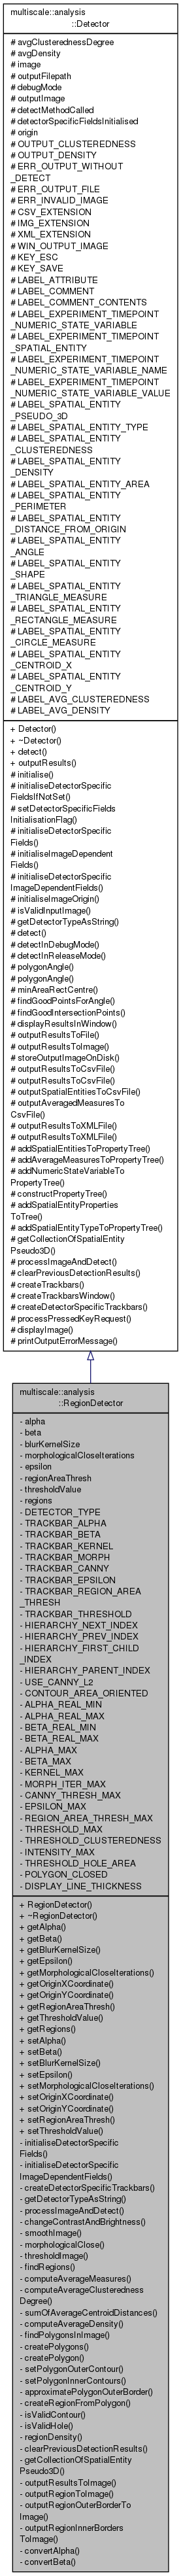 multiscale::analysis
::Detector
# avgClusterednessDegree
# avgDensity
# image
# outputFilepath
# debugMode
# outputImage
# detectMethodCalled
# detectorSpecificFieldsInitialised
# origin
# OUTPUT_CLUSTEREDNESS
# OUTPUT_DENSITY
# ERR_OUTPUT_WITHOUT
_DETECT
# ERR_OUTPUT_FILE
# ERR_INVALID_IMAGE
# CSV_EXTENSION
# IMG_EXTENSION
# XML_EXTENSION
# WIN_OUTPUT_IMAGE
# KEY_ESC
# KEY_SAVE
# LABEL_ATTRIBUTE
# LABEL_COMMENT
# LABEL_COMMENT_CONTENTS
# LABEL_EXPERIMENT_TIMEPOINT
_NUMERIC_STATE_VARIABLE
# LABEL_EXPERIMENT_TIMEPOINT
_SPATIAL_ENTITY
# LABEL_EXPERIMENT_TIMEPOINT
_NUMERIC_STATE_VARIABLE_NAME
# LABEL_EXPERIMENT_TIMEPOINT
_NUMERIC_STATE_VARIABLE_VALUE
# LABEL_SPATIAL_ENTITY
_PSEUDO_3D
# LABEL_SPATIAL_ENTITY_TYPE
# LABEL_SPATIAL_ENTITY
_CLUSTEREDNESS
# LABEL_SPATIAL_ENTITY
_DENSITY
# LABEL_SPATIAL_ENTITY_AREA
# LABEL_SPATIAL_ENTITY
_PERIMETER
# LABEL_SPATIAL_ENTITY
_DISTANCE_FROM_ORIGIN
# LABEL_SPATIAL_ENTITY
_ANGLE
# LABEL_SPATIAL_ENTITY
_SHAPE
# LABEL_SPATIAL_ENTITY
_TRIANGLE_MEASURE
# LABEL_SPATIAL_ENTITY
_RECTANGLE_MEASURE
# LABEL_SPATIAL_ENTITY
_CIRCLE_MEASURE
# LABEL_SPATIAL_ENTITY
_CENTROID_X
# LABEL_SPATIAL_ENTITY
_CENTROID_Y
# LABEL_AVG_CLUSTEREDNESS
# LABEL_AVG_DENSITY
+ Detector()
+ ~Detector()
+ detect()
+ outputResults()
# initialise()
# initialiseDetectorSpecific
FieldsIfNotSet()
# setDetectorSpecificFields
InitialisationFlag()
# initialiseDetectorSpecific
Fields()
# initialiseImageDependent
Fields()
# initialiseDetectorSpecific
ImageDependentFields()
# initialiseImageOrigin()
# isValidInputImage()
# getDetectorTypeAsString()
# detect()
# detectInDebugMode()
# detectInReleaseMode()
# polygonAngle()
# polygonAngle()
# minAreaRectCentre()
# findGoodPointsForAngle()
# findGoodIntersectionPoints()
# displayResultsInWindow()
# outputResultsToFile()
# outputResultsToImage()
# storeOutputImageOnDisk()
# outputResultsToCsvFile()
# outputResultsToCsvFile()
# outputSpatialEntitiesToCsvFile()
# outputAveragedMeasuresTo
CsvFile()
# outputResultsToXMLFile()
# outputResultsToXMLFile()
# addSpatialEntitiesToPropertyTree()
# addAverageMeasuresToPropertyTree()
# addNumericStateVariableTo
PropertyTree()
# constructPropertyTree()
# addSpatialEntityProperties
ToTree()
# addSpatialEntityTypeToPropertyTree()
# getCollectionOfSpatialEntity
Pseudo3D()
# processImageAndDetect()
# clearPreviousDetectionResults()
# createTrackbars()
# createTrackbarsWindow()
# createDetectorSpecificTrackbars()
# processPressedKeyRequest()
# displayImage()
# printOutputErrorMessage()
multiscale::analysis
::RegionDetector
- alpha
- beta
- blurKernelSize
- morphologicalCloseIterations
- epsilon
- regionAreaThresh
- thresholdValue
- regions
- DETECTOR_TYPE
- TRACKBAR_ALPHA
- TRACKBAR_BETA
- TRACKBAR_KERNEL
- TRACKBAR_MORPH
- TRACKBAR_CANNY
- TRACKBAR_EPSILON
- TRACKBAR_REGION_AREA
_THRESH
- TRACKBAR_THRESHOLD
- HIERARCHY_NEXT_INDEX
- HIERARCHY_PREV_INDEX
- HIERARCHY_FIRST_CHILD
_INDEX
- HIERARCHY_PARENT_INDEX
- USE_CANNY_L2
- CONTOUR_AREA_ORIENTED
- ALPHA_REAL_MIN
- ALPHA_REAL_MAX
- BETA_REAL_MIN
- BETA_REAL_MAX
- ALPHA_MAX
- BETA_MAX
- KERNEL_MAX
- MORPH_ITER_MAX
- CANNY_THRESH_MAX
- EPSILON_MAX
- REGION_AREA_THRESH_MAX
- THRESHOLD_MAX
- THRESHOLD_CLUSTEREDNESS
- INTENSITY_MAX
- THRESHOLD_HOLE_AREA
- POLYGON_CLOSED
- DISPLAY_LINE_THICKNESS
+ RegionDetector()
+ ~RegionDetector()
+ getAlpha()
+ getBeta()
+ getBlurKernelSize()
+ getEpsilon()
+ getMorphologicalCloseIterations()
+ getOriginXCoordinate()
+ getOriginYCoordinate()
+ getRegionAreaThresh()
+ getThresholdValue()
+ getRegions()
+ setAlpha()
+ setBeta()
+ setBlurKernelSize()
+ setEpsilon()
+ setMorphologicalCloseIterations()
+ setOriginXCoordinate()
+ setOriginYCoordinate()
+ setRegionAreaThresh()
+ setThresholdValue()
- initialiseDetectorSpecific
Fields()
- initialiseDetectorSpecific
ImageDependentFields()
- createDetectorSpecificTrackbars()
- getDetectorTypeAsString()
- processImageAndDetect()
- changeContrastAndBrightness()
- smoothImage()
- morphologicalClose()
- thresholdImage()
- findRegions()
- computeAverageMeasures()
- computeAverageClusteredness
Degree()
- sumOfAverageCentroidDistances()
- computeAverageDensity()
- findPolygonsInImage()
- createPolygons()
- createPolygon()
- setPolygonOuterContour()
- setPolygonInnerContours()
- approximatePolygonOuterBorder()
- createRegionFromPolygon()
- isValidContour()
- isValidHole()
- regionDensity()
- clearPreviousDetectionResults()
- getCollectionOfSpatialEntity
Pseudo3D()
- outputResultsToImage()
- outputRegionToImage()
- outputRegionOuterBorderTo
Image()
- outputRegionInnerBorders
ToImage()
- convertAlpha()
- convertBeta()